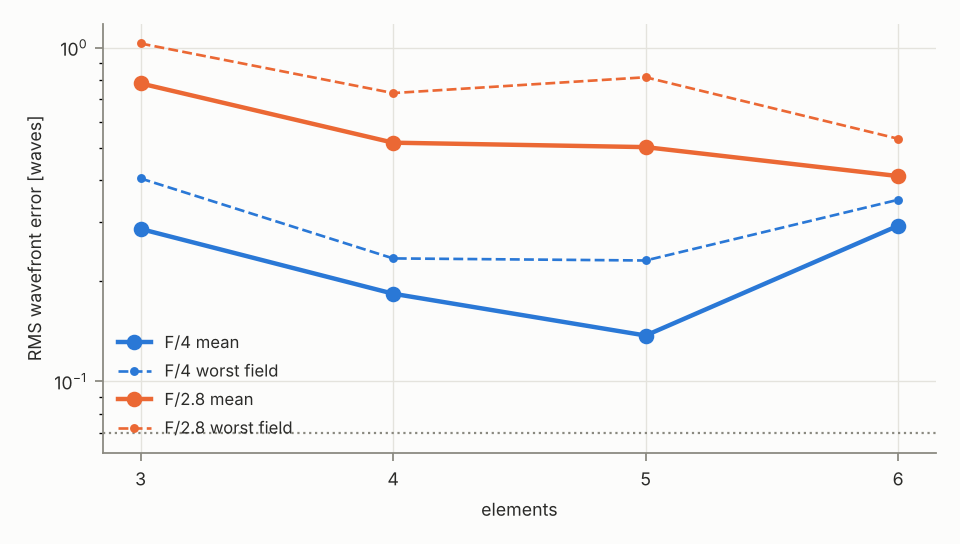 10⁰
10⁻¹
RMS wavefront error [waves]
F/4 mean
F/4 worst field
F/2.8 mean
F/2.8 worst field
3 4 5 6
elements